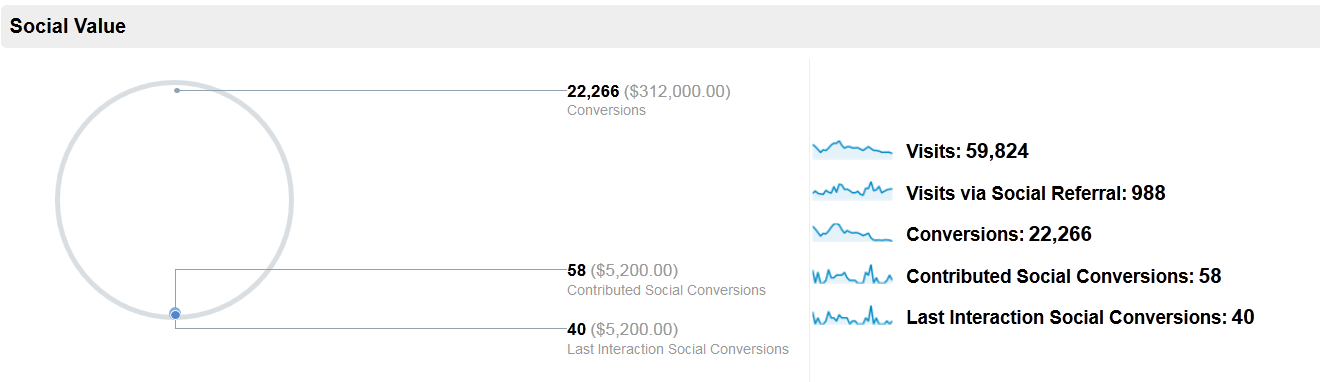 Social Value
22,266 ($312,000.00)
Conversions
58 ($5,200.00)
Contributed Social Conversions
40 ($5,200.00)
Last Interaction Social Conversions
Visits: 59,824
Visits via Social Referral: 988
Conversions: 22,266
Contributed Social Conversions: 58
Last Interaction Social Conversions: 40